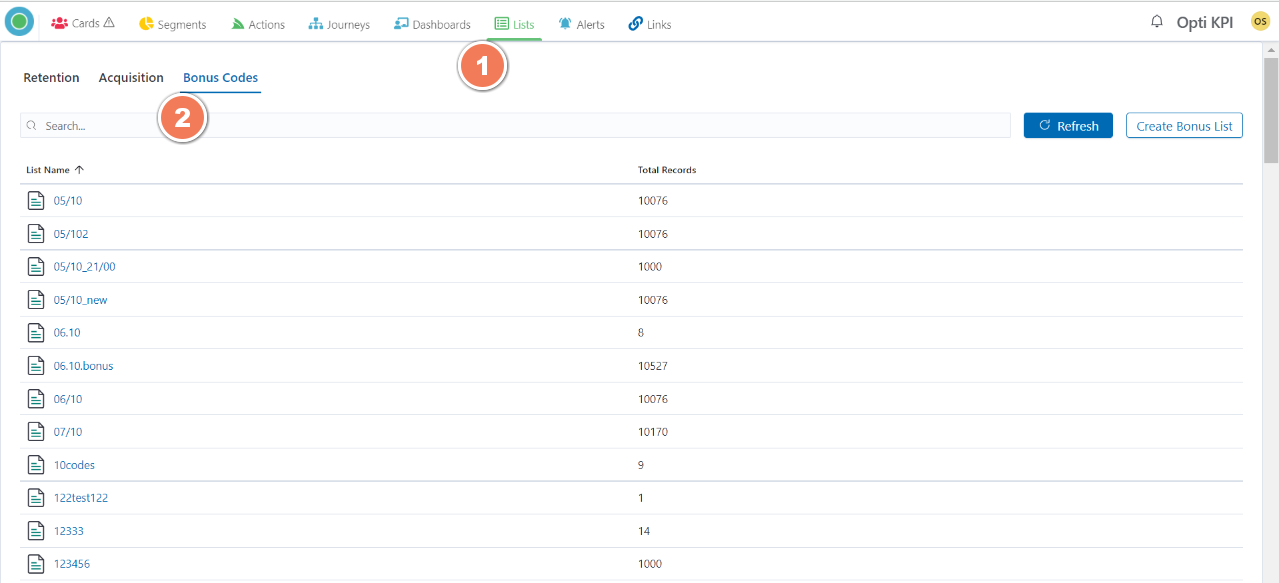 Cards Segments Actions Journeys Dashboards Lists Alerts Links Opti KPI OS
1
Retention Acquisition Bonus Codes
2
Search... Refresh Create Bonus List
List Name Total Records
05/10 10076
05/102 10076
05/10_21/00 1000
05/10_new 10076
06.10 8
06.10.bonus 10527
06/10 10076
07/10 10170
10codes 9
122test122 1
12333 14
123456 1000